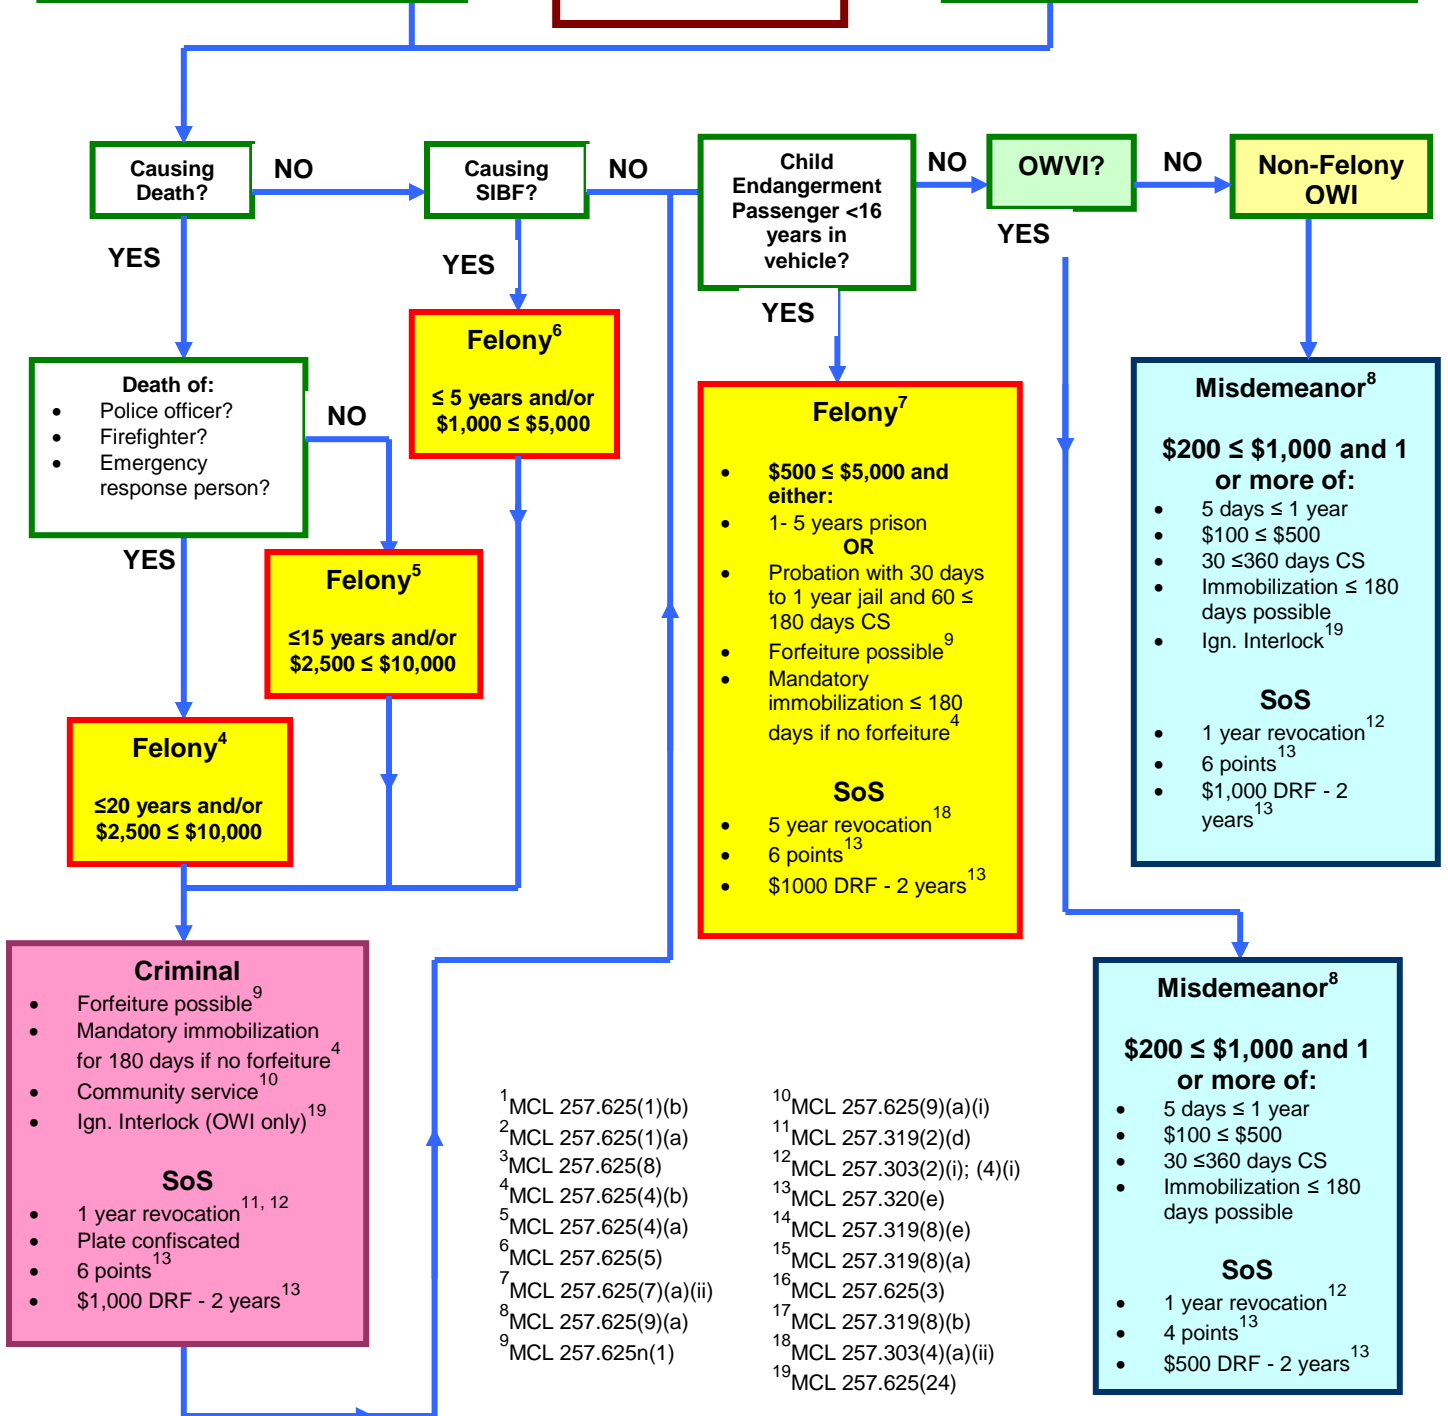 Causing
Death?
NO
Causing
SIBF?
NO
Child
Endangerment
Passenger <16
years in
vehicle?
NO
OWVI?
NO
Non-Felony
OWI
YES
YES
YES
YES
Death of:
• Police officer?
• Firefighter?
• Emergency
response person?
NO
YES
Felony6
≤ 5 years and/or
$1,000 ≤ $5,000
Felony5
≤15 years and/or
$2,500 ≤ $10,000
Felony4
≤20 years and/or
$2,500 ≤ $10,000
Felony7
• $500 ≤ $5,000 and
either:
• 1- 5 years prison
OR
• Probation with 30 days
to 1 year jail and 60 ≤
180 days CS
• Forfeiture possible9
• Mandatory
immobilization ≤ 180
days if no forfeiture4
SoS
• 5 year revocation18
• 6 points13
• $1000 DRF - 2 years13
Misdemeanor8
$200 ≤ $1,000 and 1
or more of:
• 5 days ≤ 1 year
• $100 ≤ $500
• 30 ≤360 days CS
• Immobilization ≤ 180
days possible
• Ign. Interlock19
SoS
• 1 year revocation12
• 6 points13
• $1,000 DRF - 2
years13
Criminal
• Forfeiture possible9
• Mandatory immobilization
for 180 days if no forfeiture4
• Community service10
• Ign. Interlock (OWI only)19
SoS
• 1 year revocation11, 12
• Plate confiscated
• 6 points13
• $1,000 DRF - 2 years13
1MCL 257.625(1)(b)
2MCL 257.625(1)(a)
3MCL 257.625(8)
4MCL 257.625(4)(b)
5MCL 257.625(4)(a)
6MCL 257.625(5)
7MCL 257.625(7)(a)(ii)
8MCL 257.625(9)(a)
9MCL 257.625n(1)
10MCL 257.625(9)(a)(i)
11MCL 257.319(2)(d)
12MCL 257.303(2)(i); (4)(i)
13MCL 257.320(e)
14MCL 257.319(8)(e)
15MCL 257.319(8)(a)
16MCL 257.625(3)
17MCL 257.319(8)(b)
18MCL 257.303(4)(a)(ii)
19MCL 257.625(24)
Misdemeanor8
$200 ≤ $1,000 and 1
or more of:
• 5 days ≤ 1 year
• $100 ≤ $500
• 30 ≤360 days CS
• Immobilization ≤ 180
days possible
SoS
• 1 year revocation12
• 4 points13
• $500 DRF - 2 years13